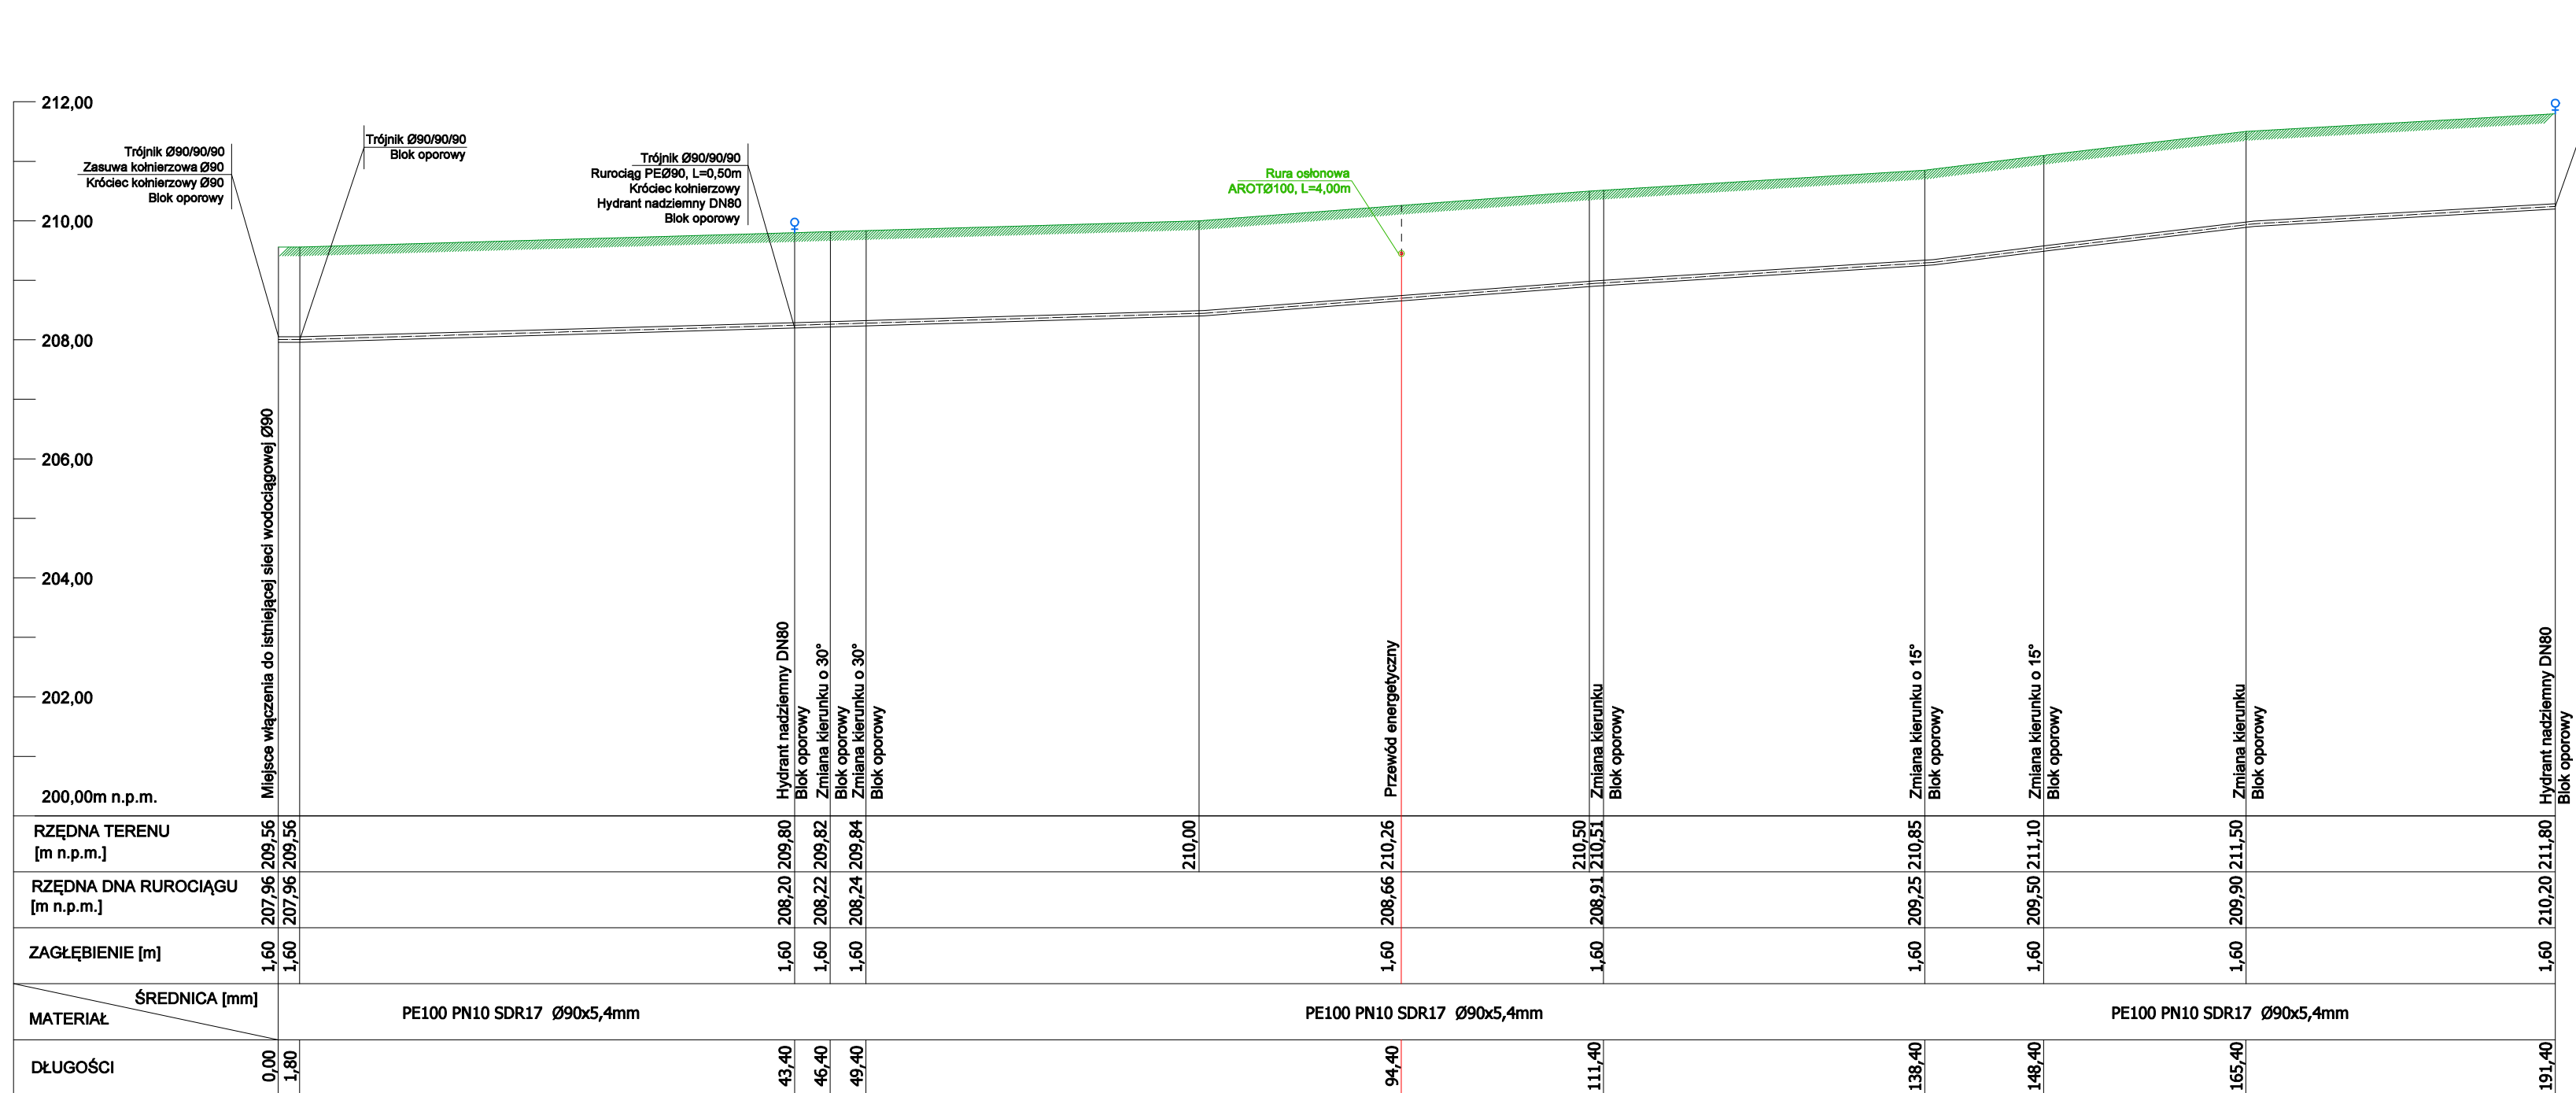 212,00
210,00
208,00
206,00
204,00
202,00
200,00m n.p.m.
Trójnik Ø90/90/90
Zasuwa kołnierzowa Ø90
Króciec kołnierzowy Ø90
Blok oporowy
Trójnik Ø90/90/90
Blok oporowy
Trójnik Ø90/90/90
Rurociąg PEØ90, L=0,50m
Króciec kołnierzowy
Hydrant nadziemny DN80
Blok oporowy
Rura osłonowa
AROTØ100, L=4,00m
Miejsce włączenia do istniejącej sieci wodociągowej Ø90
Hydrant nadziemny DN80
Blok oporowy
Zmiana kierunku o 30°
Blok oporowy
Zmiana kierunku o 30°
Blok oporowy
Przewód energetyczny
Zmiana kierunku
Blok oporowy
Zmiana kierunku o 15°
Blok oporowy
Zmiana kierunku o 15°
Blok oporowy
Zmiana kierunku
Blok oporowy
Hydrant nadziemny DN80
Blok oporowy
RZĘDNA TERENU
[m n.p.m.]
209,56
209,56
209,80
209,82
209,84
210,00
210,26
210,50
210,51
210,85
211,10
211,50
211,80
RZĘDNA DNA RUROCIĄGU
[m n.p.m.]
207,96
207,96
208,20
208,22
208,24
208,66
208,91
209,25
209,50
209,90
210,20
ZAGŁĘBIENIE [m]
1,60
1,60
1,60
1,60
1,60
1,60
1,60
1,60
1,60
1,60
1,60
ŚREDNICA [mm]
MATERIAŁ
PE100 PN10 SDR17 Ø90x5,4mm
PE100 PN10 SDR17 Ø90x5,4mm
PE100 PN10 SDR17 Ø90x5,4mm
DŁUGOŚCI
0,00
1,80
43,40
46,40
49,40
94,40
111,40
138,40
148,40
165,40
191,40